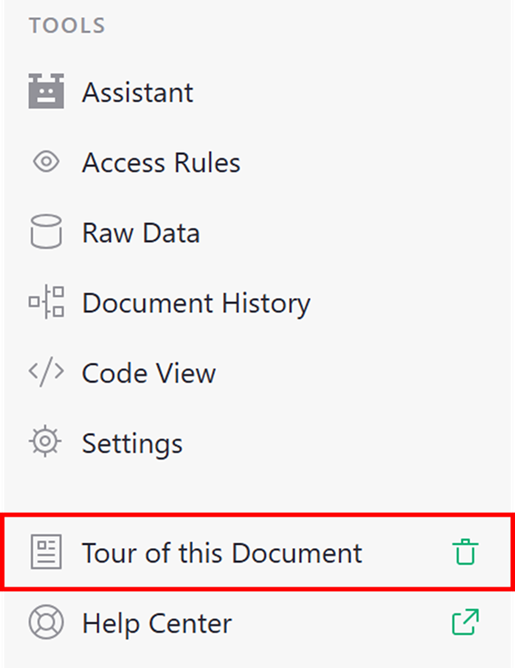 TOOLS
Assistant
Access Rules
Raw Data
Document History
Code View
Settings
Tour of this Document
Help Center